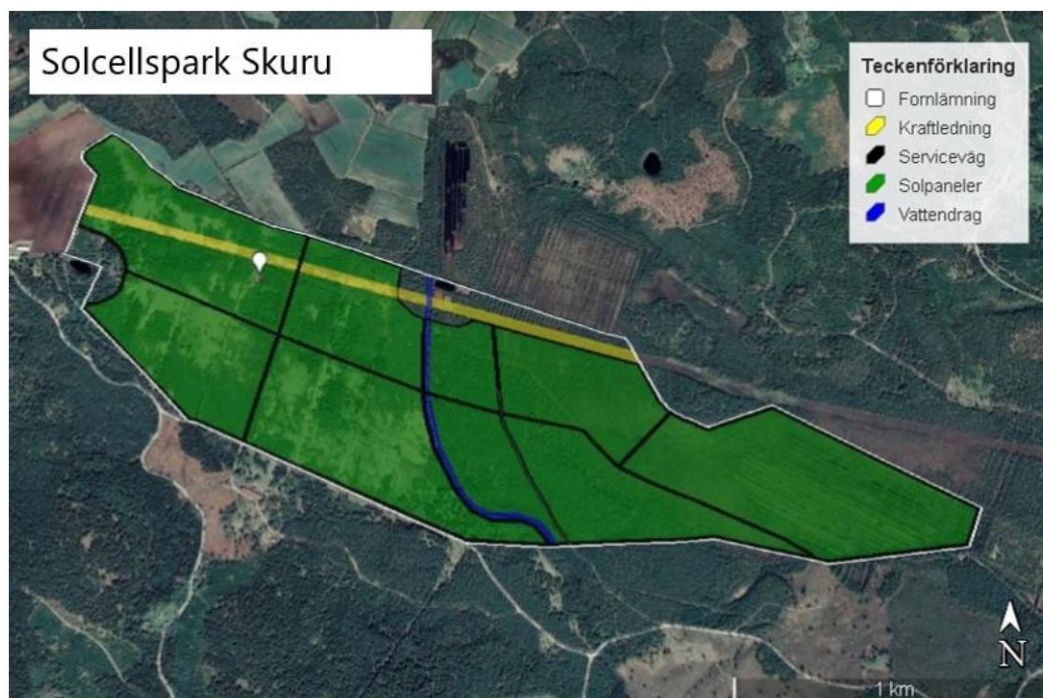 Solcellspark Skuru
Teckenförklaring
Fornlämning
Kraftledning
Serviceväg
Solpaneler
Vattendrag
N
1 km